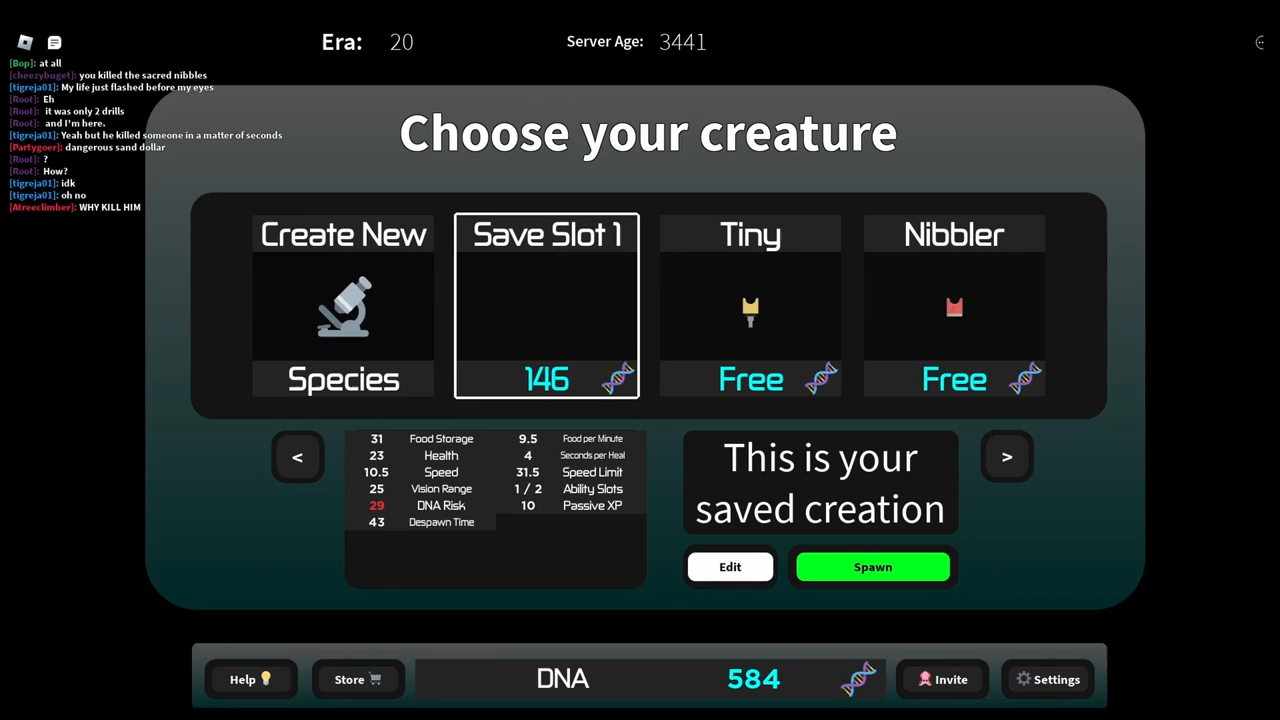 Era: 20
Server Age: 3441
[Bop]: at all
[cheezybuget]: you killed the sacred nibbles
[tigreja01]: My life just flashed before my eyes
[Root]: Eh
[Root]: it was only 2 drills
[Root]: and I'm here.
[tigreja01]: Yeah but he killed someone in a matter of seconds
[Partygoer]: dangerous sand dollar
[Root]: ?
[Root]: How?
[tigreja01]: idk
[tigreja01]: oh no
[Atreeclimber]: WHY KILL HIM
Choose your creature
Create New
Species
Save Slot 1
146
Tiny
Free
Nibbler
Free
<
31 Food Storage
23 Health
10.5 Speed
25 Vision Range
29 DNA Risk
43 Despawn Time
9.5 Food per Minute
4 Seconds per Heal
31.5 Speed Limit
1 / 2 Ability Slots
10 Passive XP
This is your
saved creation
>
Edit
Spawn
Help
Store
DNA 584
Invite
Settings